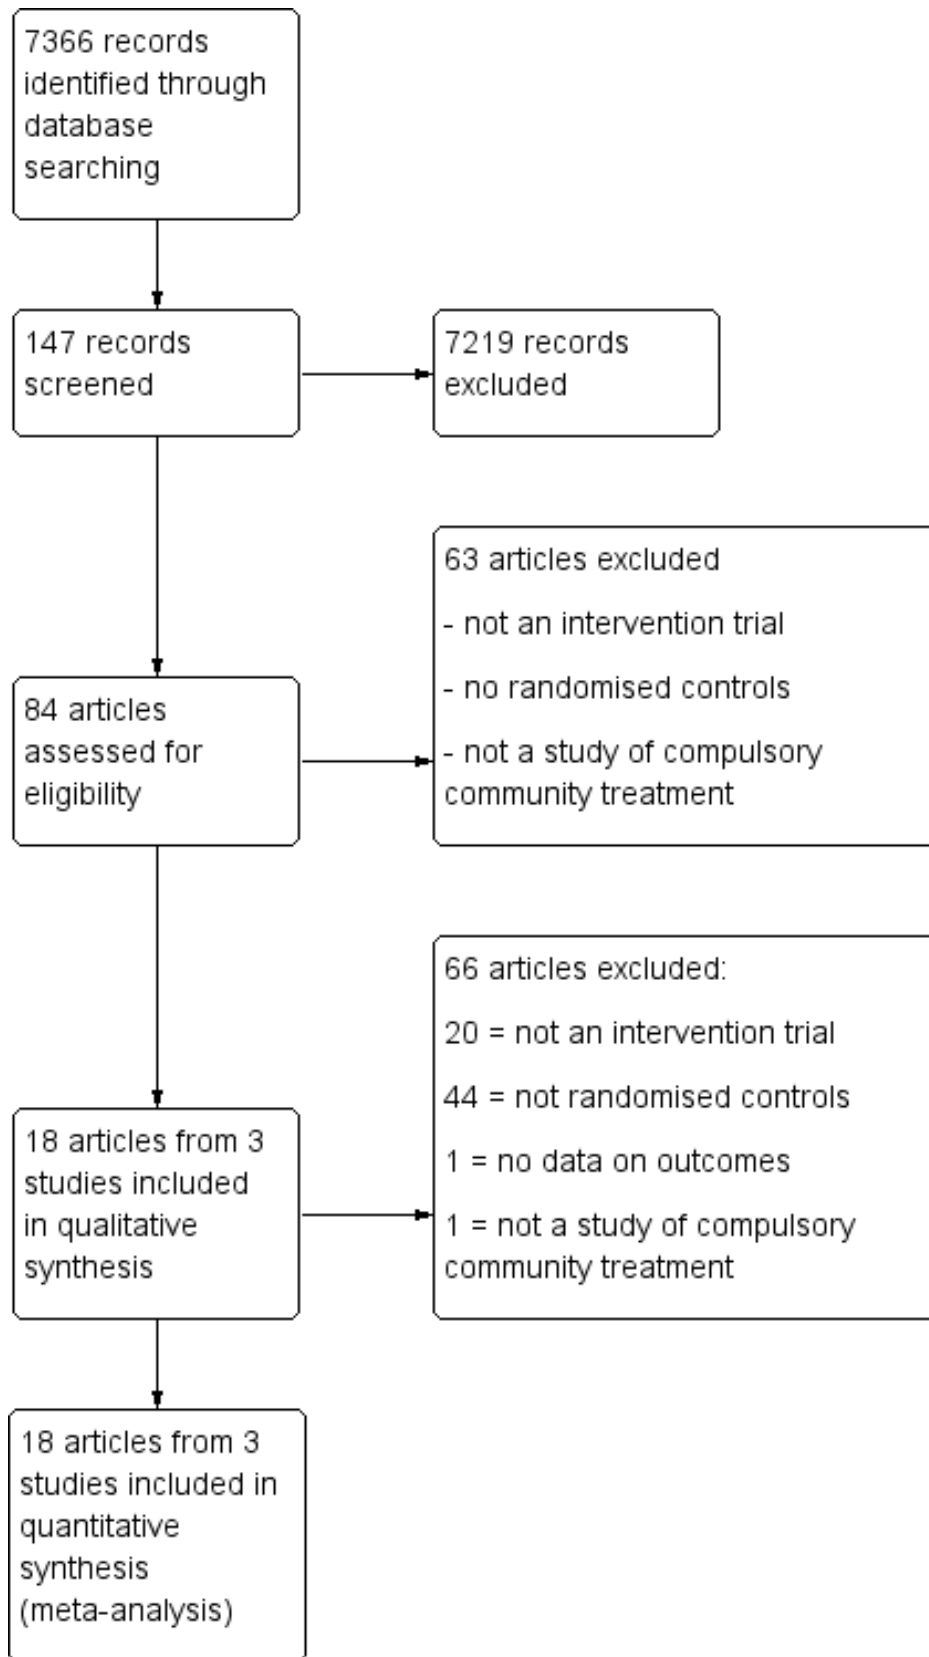 7366 records
identified through
database
searching
147 records
screened
7219 records
excluded
63 articles excluded
- not an intervention trial
- no randomised controls
- not a study of compulsory
community treatment
84 articles
assessed for
eligibility
66 articles excluded:
20 = not an intervention trial
44 = not randomised controls
1 = no data on outcomes
1 = not a study of compulsory
community treatment
18 articles from 3
studies included
in qualitative
synthesis
18 articles from 3
studies included in
quantitative
synthesis
(meta-analysis)